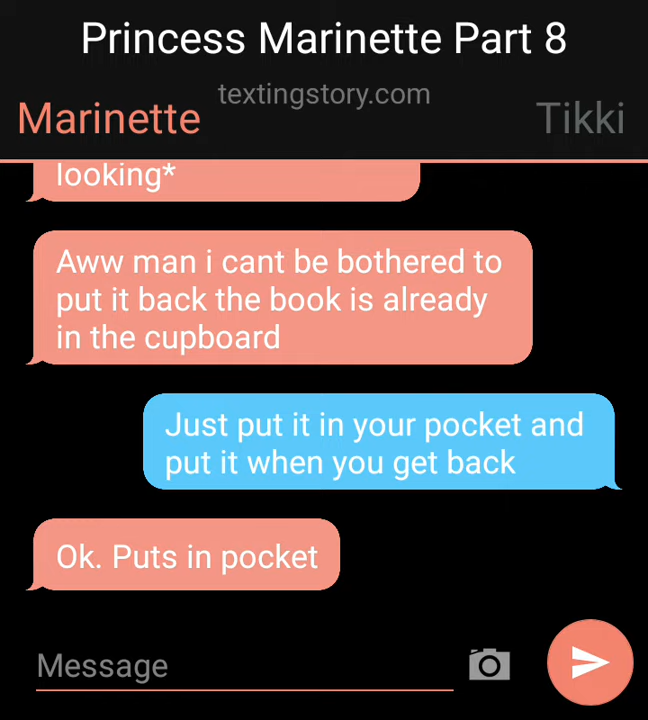 Princess Marinette Part 8
textingstory.com
Marinette
Tikki
looking*
Aww man i cant be bothered to
put it back the book is already
in the cupboard
Just put it in your pocket and
put it when you get back
Ok. Puts in pocket
Message